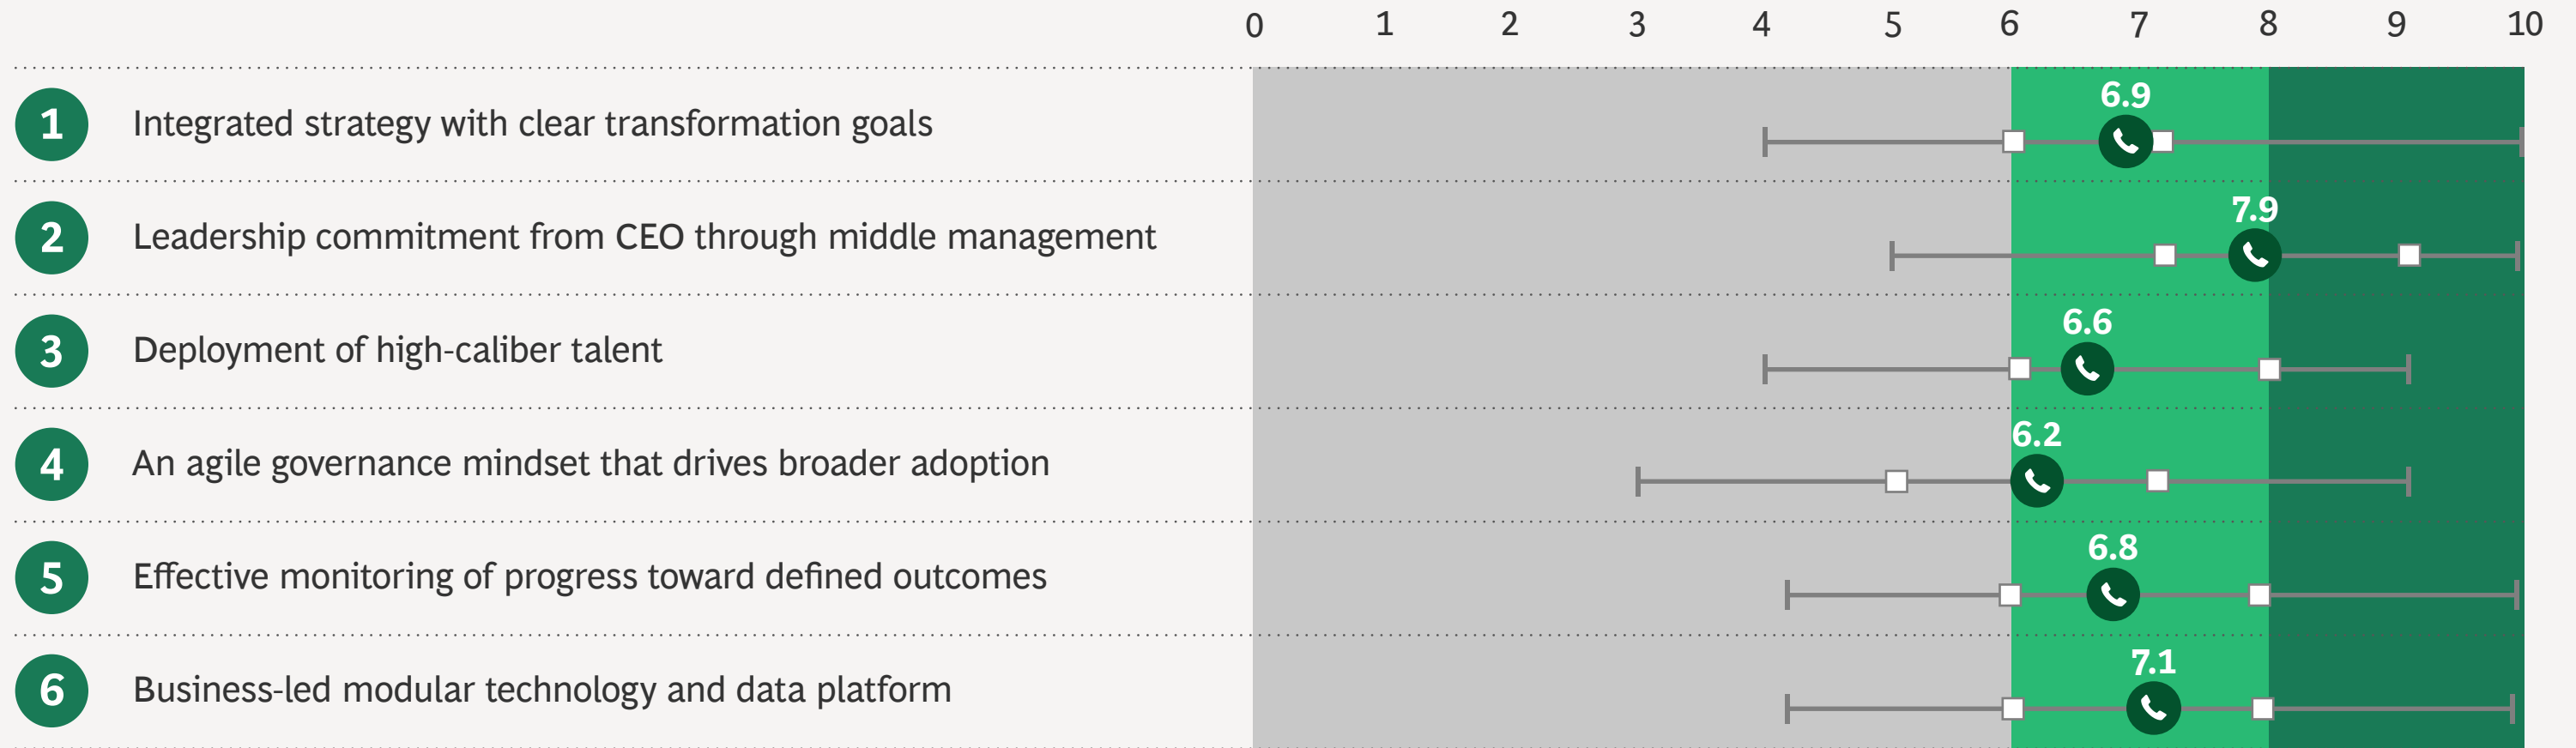 0 1 2 3 4 5 6 7 8 9 10
6.9
1 Integrated strategy with clear transformation goals
7.9
2 Leadership commitment from CEO through middle management
6.6
3 Deployment of high-caliber talent
6.2
4 An agile governance mindset that drives broader adoption
6.8
5 Effective monitoring of progress toward defined outcomes
7.1
6 Business-led modular technology and data platform